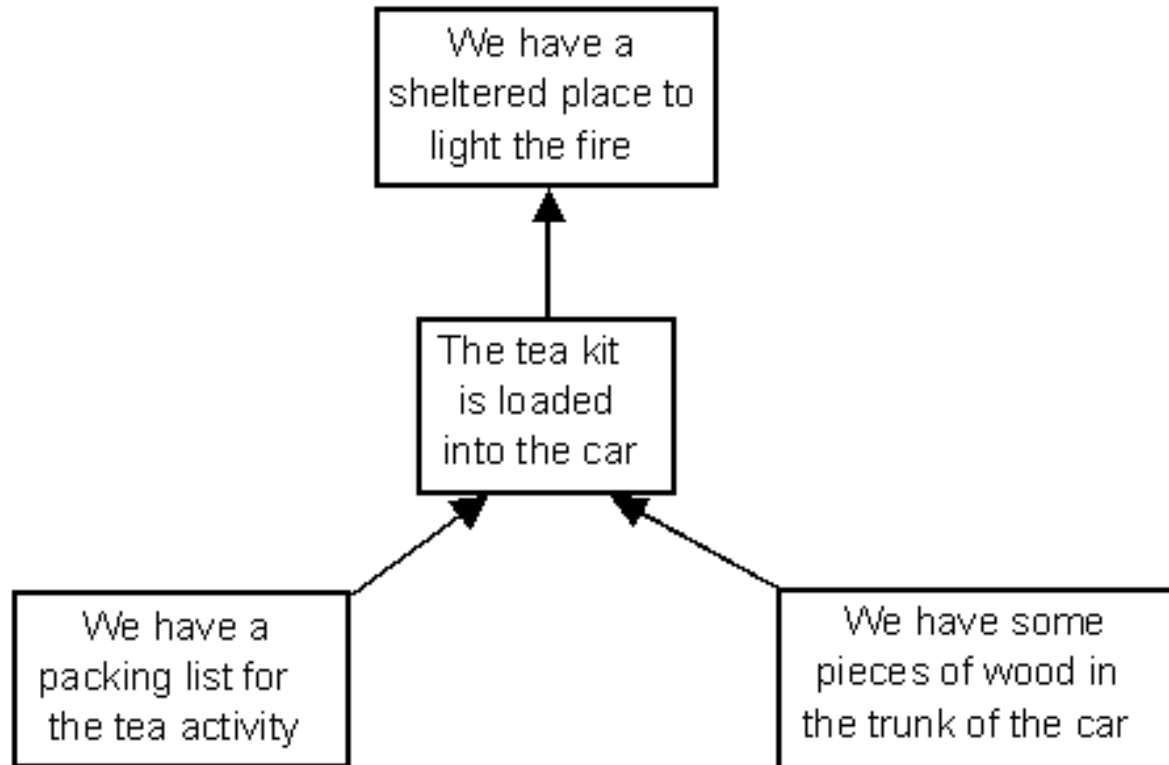 We have a
sheltered place to
light the fire
The tea kit
is loaded
into the car
We have a
packing list for
the tea activity
We have some
pieces of wood in
the trunk of the car